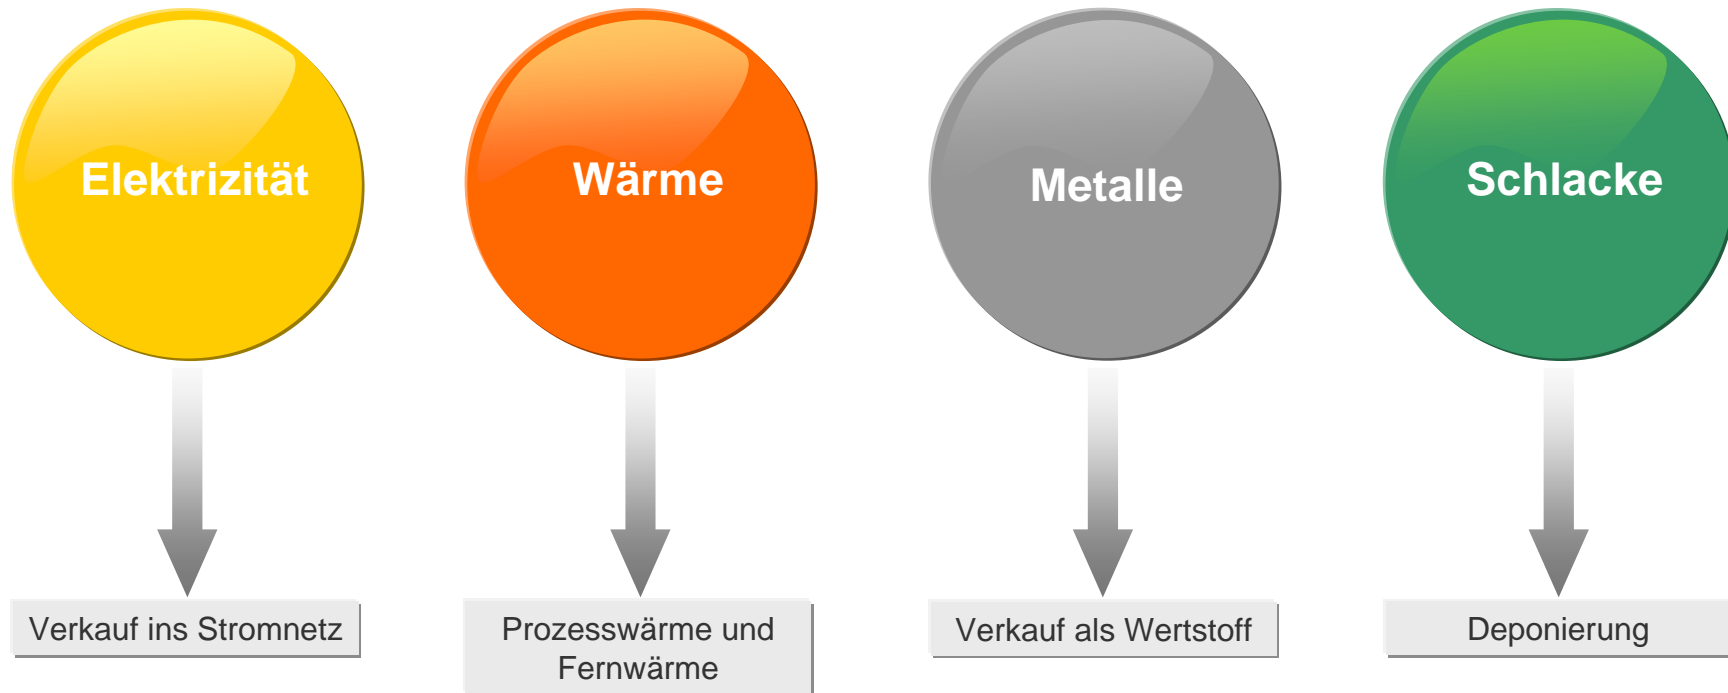 Elektrizität
Wärme
Metalle
Schlacke
Verkauf ins Stromnetz
Prozesswärme und
Fernwärme
Verkauf als Wertstoff
Deponierung